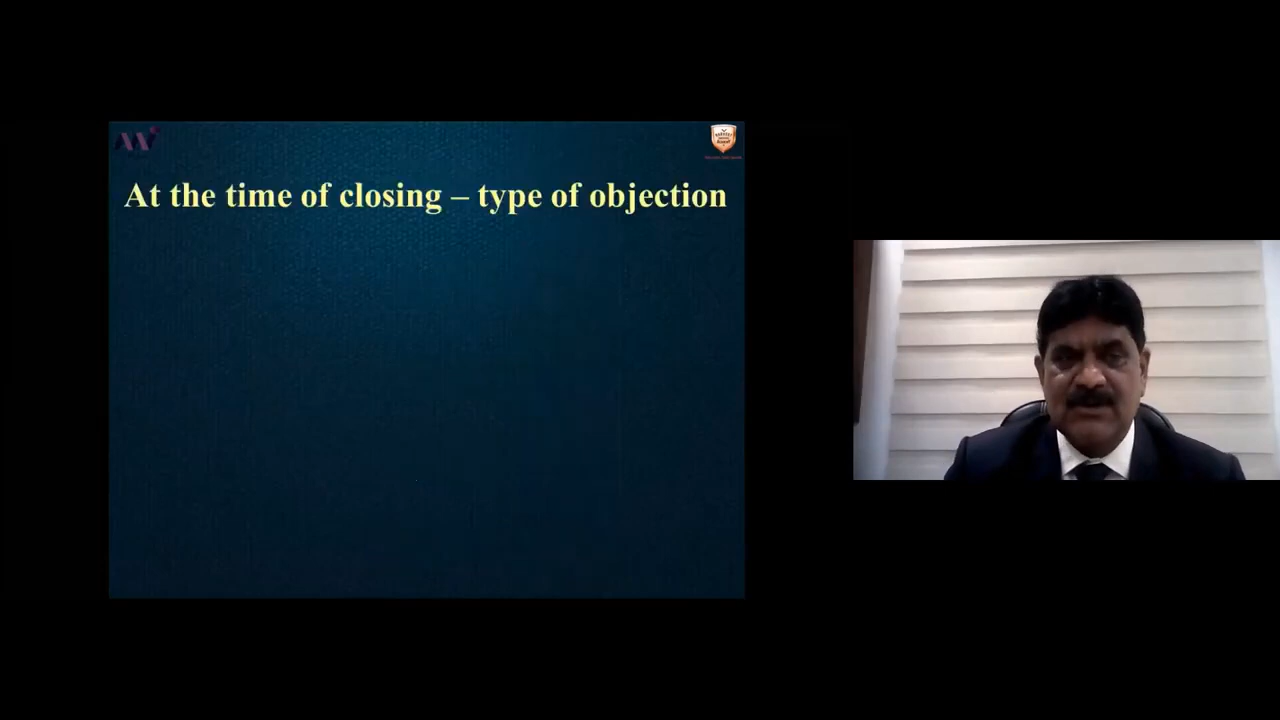 At the time of closing – type of objection